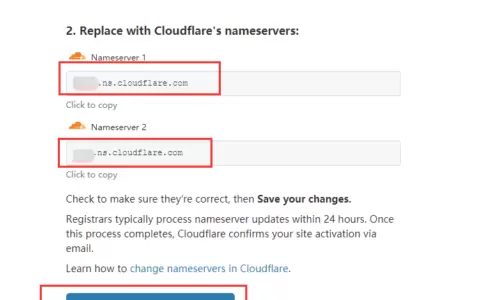 2. Replace with Cloudflare's nameservers:
Nameserver 1
.ns.cloudflare.com
Click to copy
Nameserver 2
.ns.cloudflare.com
Click to copy
Check to make sure they're correct, then Save your changes.
Registrars typically process nameserver updates within 24 hours. Once
this process completes, Cloudflare confirms your site activation via
email.
Learn how to change nameservers in Cloudflare.